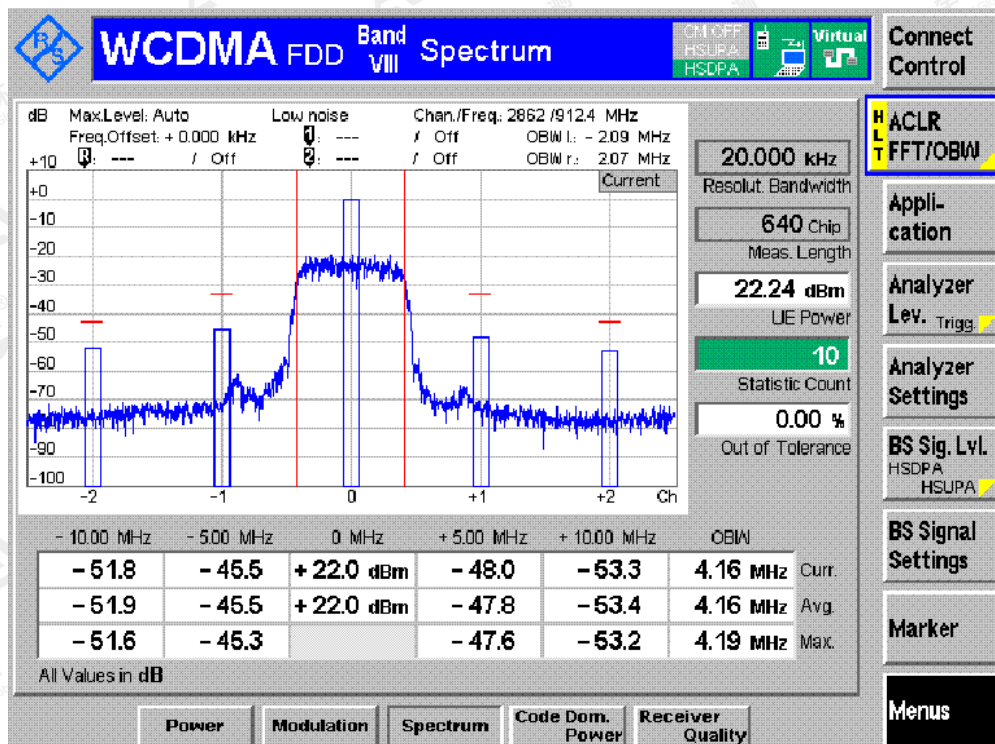 R&S
WCDMA FDD Band VIII Spectrum
CM OFF
HSUPA
HSDPA
Virtual
Connect Control
dB Max.Level: Auto Low noise Chan./Freq.: 2862 /912.4 MHz
Freq.Offset: + 0.000 kHz 1: --- / Off OBW l.: - 2.09 MHz
R: --- / Off 2: --- / Off OBW r.: 2.07 MHz
Current
+10
+0
-10
-20
-30
-40
-50
-60
-70
-90
-100
-2 -1 0 +1 +2 Ch
20.000 kHz
Resolut. Bandwidth
640 Chip
Meas. Length
22.24 dBm
UE Power
10
Statistic Count
0.00 %
Out of Tolerance
HLT
ACLR
FFT/OBW
Appli-
cation
Analyzer
Lev. Trigg.
Analyzer
Settings
BS Sig. Lvl.
HSDPA
HSUPA
BS Signal
Settings
Marker
Menus
- 10.00 MHz - 5.00 MHz 0 MHz + 5.00 MHz + 10.00 MHz OBW
- 51.8 - 45.5 + 22.0 dBm - 48.0 - 53.3 4.16 MHz Curr.
- 51.9 - 45.5 + 22.0 dBm - 47.8 - 53.4 4.16 MHz Avg.
- 51.6 - 45.3 - 47.6 - 53.2 4.19 MHz Max.
All Values in dB
Power Modulation Spectrum Code Dom. Power Receiver Quality